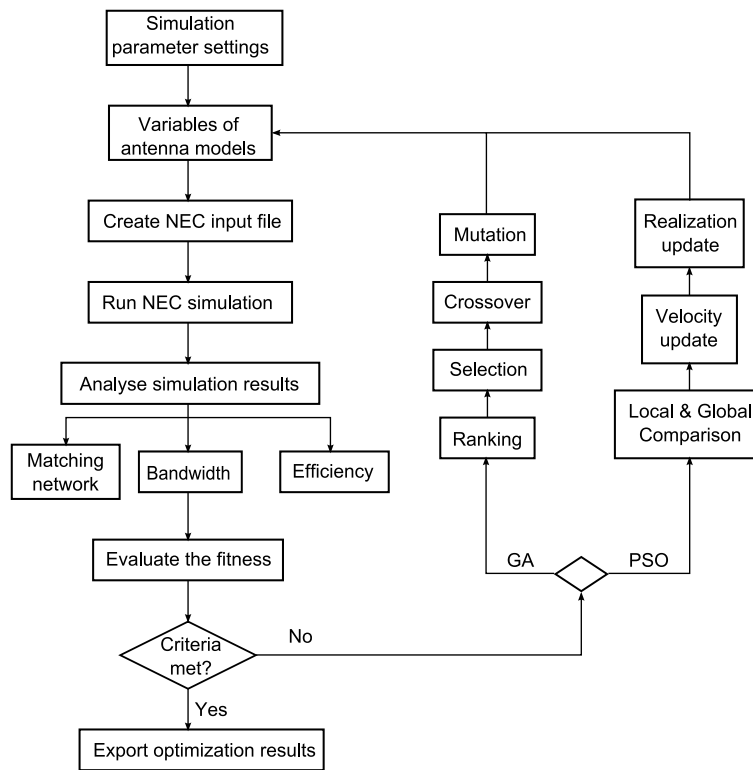 Simulation
parameter settings
Variables of
antenna models
Create NEC input file
Run NEC simulation
Analyse simulation results
Matching
network
Bandwidth
Efficiency
Evaluate the fitness
Criteria
met?
No
Yes
Export optimization results
GA
PSO
Mutation
Crossover
Selection
Ranking
Realization
update
Velocity
update
Local & Global
Comparison